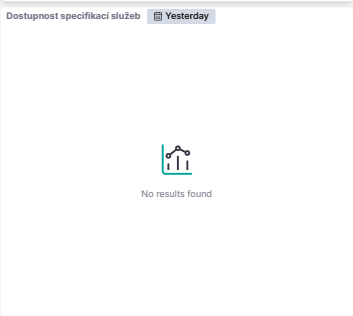 Dostupnost specifikací služeb Yesterday
No results found